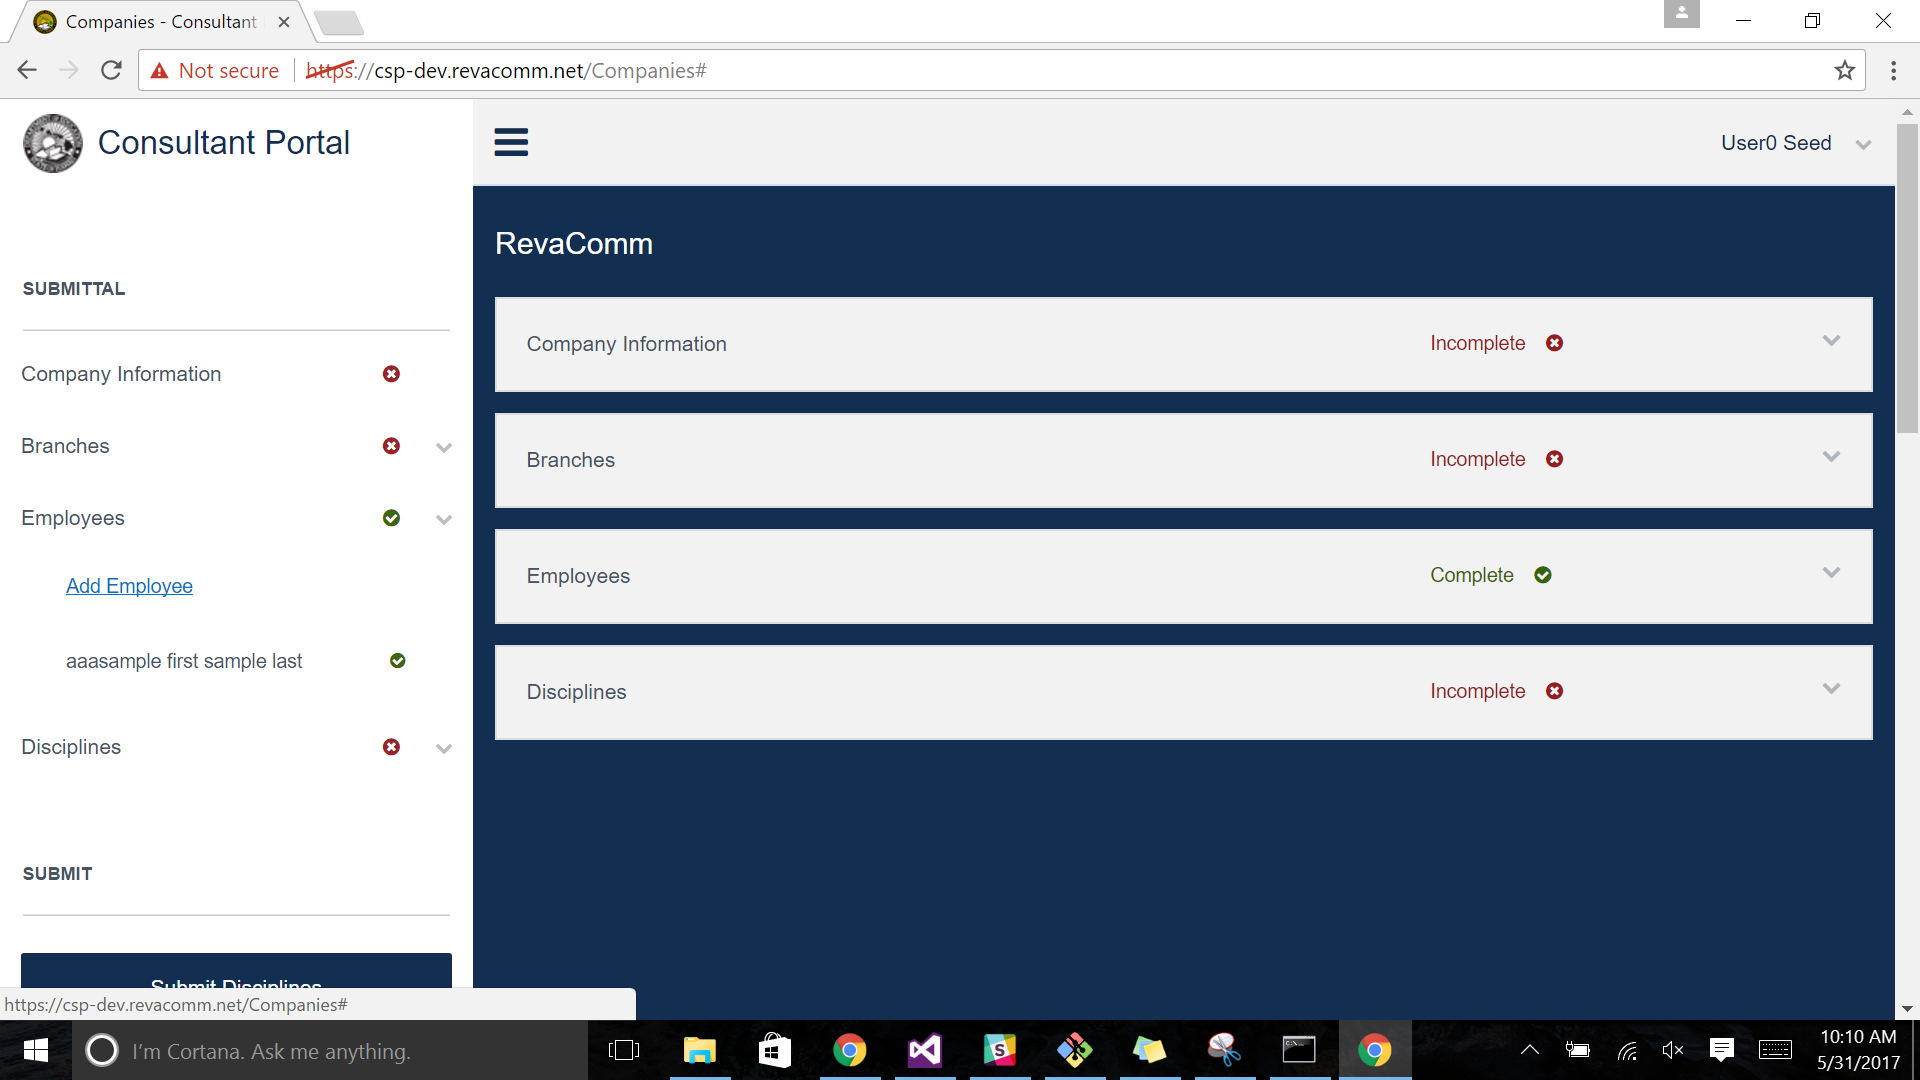 Companies - Consultant
Not secure
https://csp-dev.revacomm.net/Companies#
Consultant Portal
User0 Seed
RevaComm
SUBMITTAL
Company Information
Branches
Employees
Add Employee
aaasample first sample last
Disciplines
SUBMIT
Submit Disciplines
Company Information
Incomplete
Branches
Incomplete
Employees
Complete
Disciplines
Incomplete
https://csp-dev.revacomm.net/Companies#
I'm Cortana. Ask me anything.
10:10 AM
5/31/2017